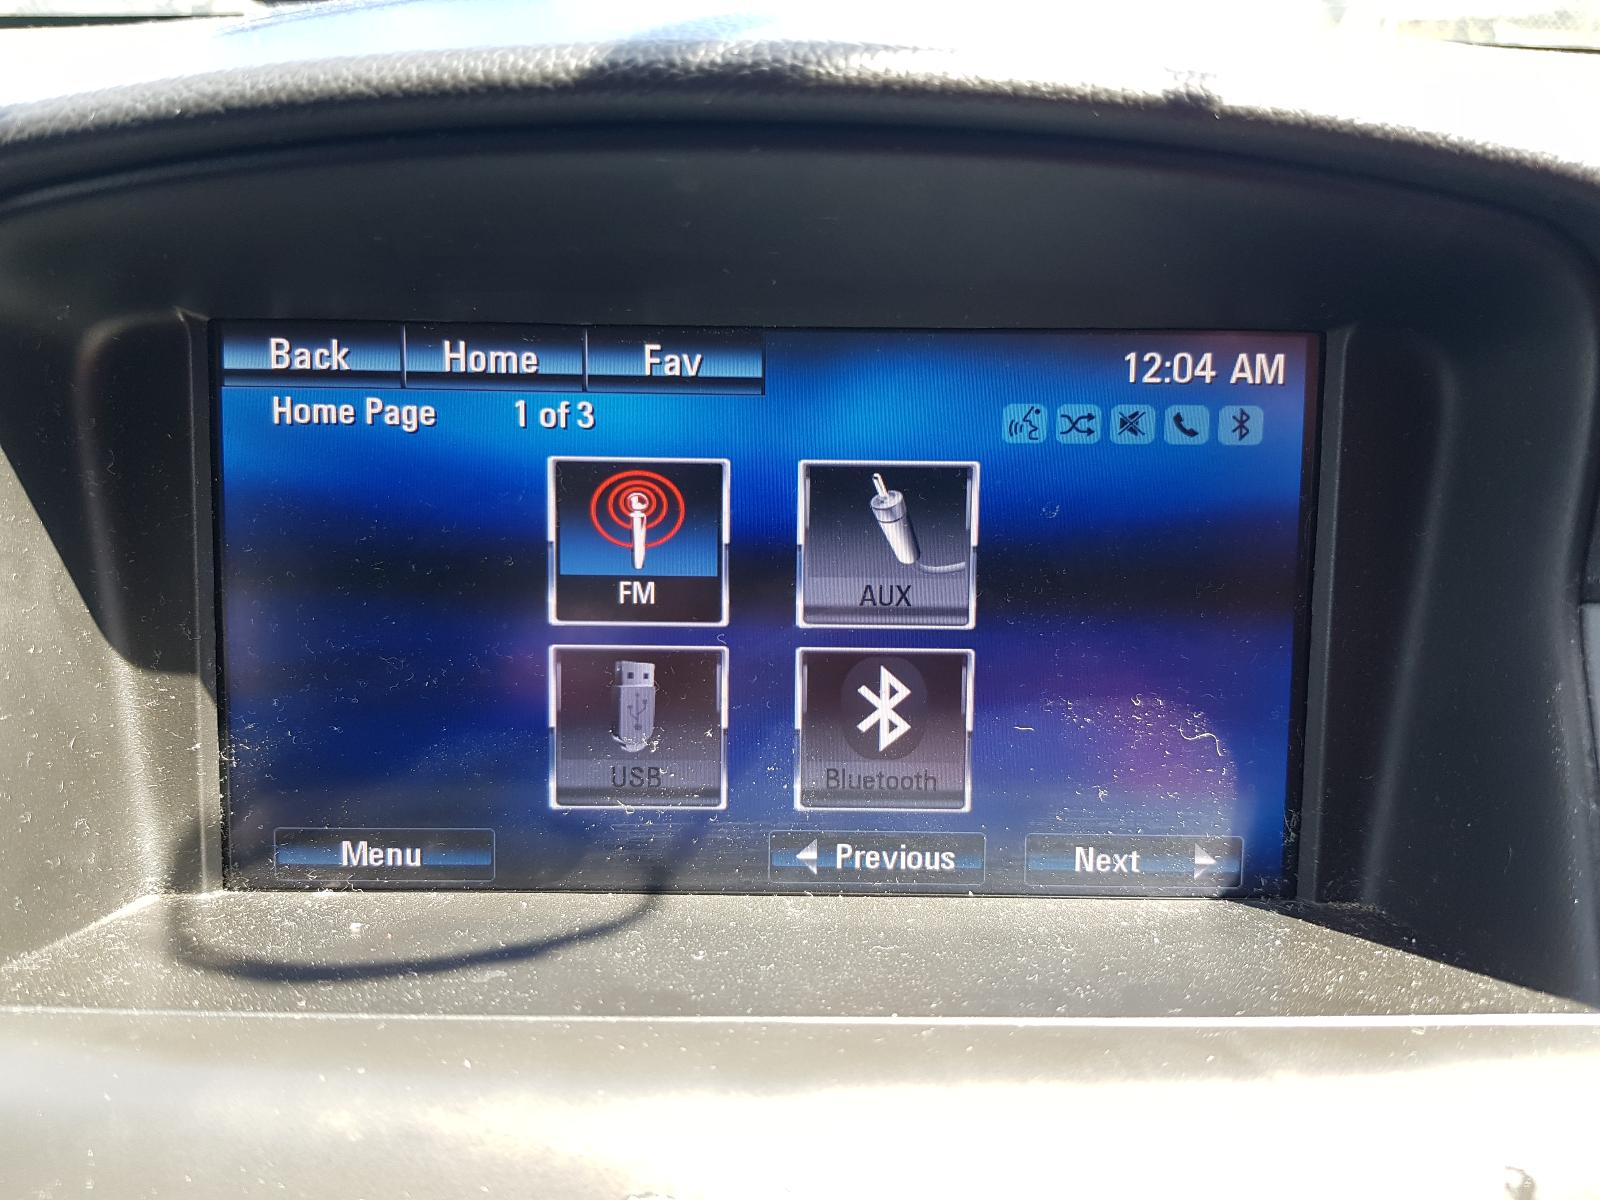 Back Home Fav
12:04 AM
Home Page 1 of 3
FM
AUX
USB
Bluetooth
Menu
Previous
Next